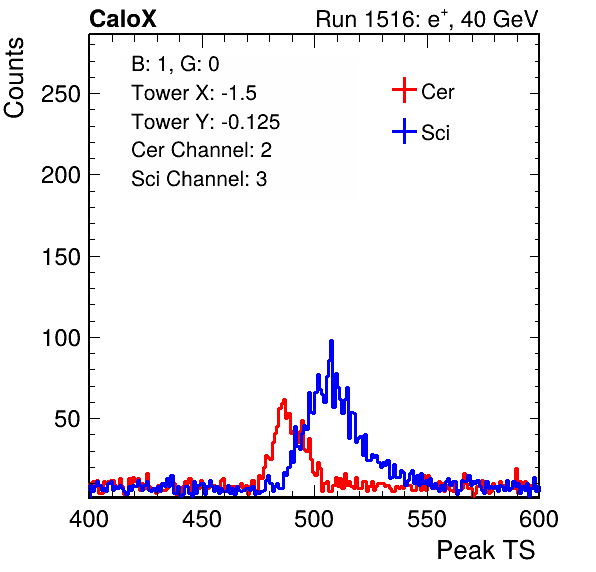 CaloX Run 1516: e⁺, 40 GeV
Counts
B: 1, G: 0
Tower X: -1.5
Tower Y: -0.125
Cer Channel: 2
Sci Channel: 3
Cer
Sci
250
200
150
100
50
400 450 500 550 600
Peak TS